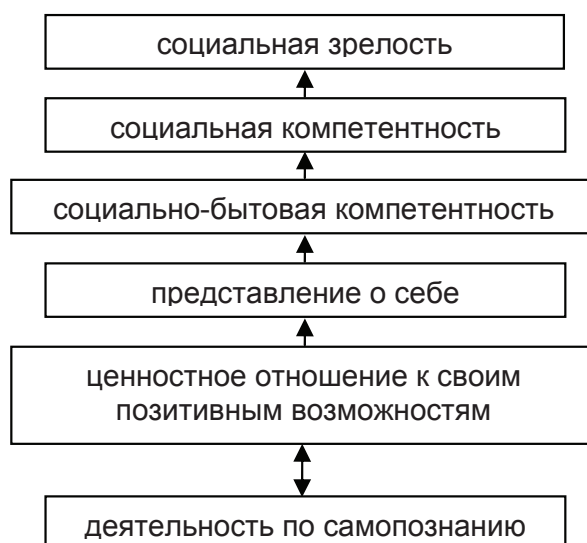 социальная зрелость
социальная компетентность
социально-бытовая компетентность
представление о себе
ценностное отношение к своим
позитивным возможностям
деятельность по самопознанию